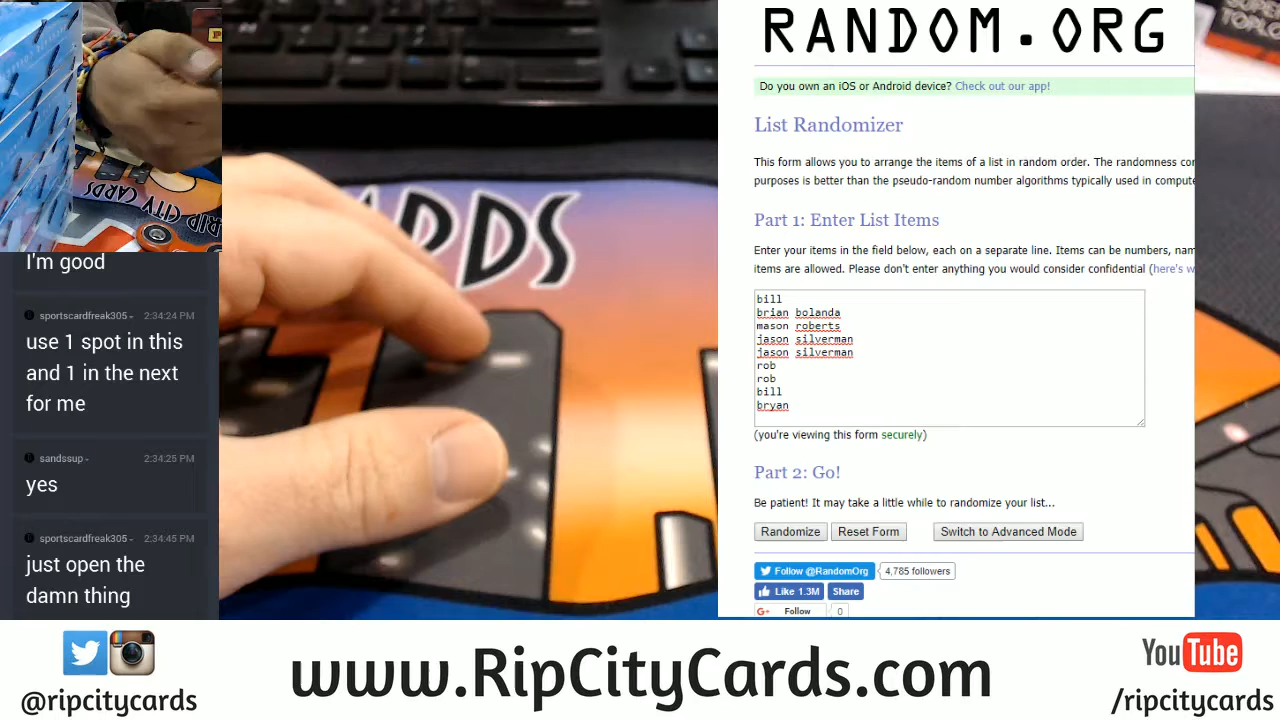 RANDOM.ORG
Do you own an iOS or Android device? Check out our app!
List Randomizer
This form allows you to arrange the items of a list in random order. The randomness
purposes is better than the pseudo-random number algorithms typically used in
Part 1: Enter List Items
Enter your items in the field below, each on a separate line. Items can be numbers,
items are allowed. Please don't enter anything you would consider confidential (here's
bill
brian bolanda
mason roberts
jason silverman
jason silverman
rob
rob
bill
bryan
(you're viewing this form securely)
Part 2: Go!
Be patient! It may take a little while to randomize your list...
Randomize Reset Form Switch to Advanced Mode
Follow @RandomOrg 4,785 followers
Like 1.3M Share
G+ Follow 0
I'm good
sportscardfreak305 2:34:24 PM
use 1 spot in this
and 1 in the next
for me
sandssup 2:34:25 PM
yes
sportscardfreak305 2:34:45 PM
just open the
damn thing
RIP CITY CARDS
CARDS
@ripcitycards
www.RipCityCards.com
YouTube
/ripcitycards